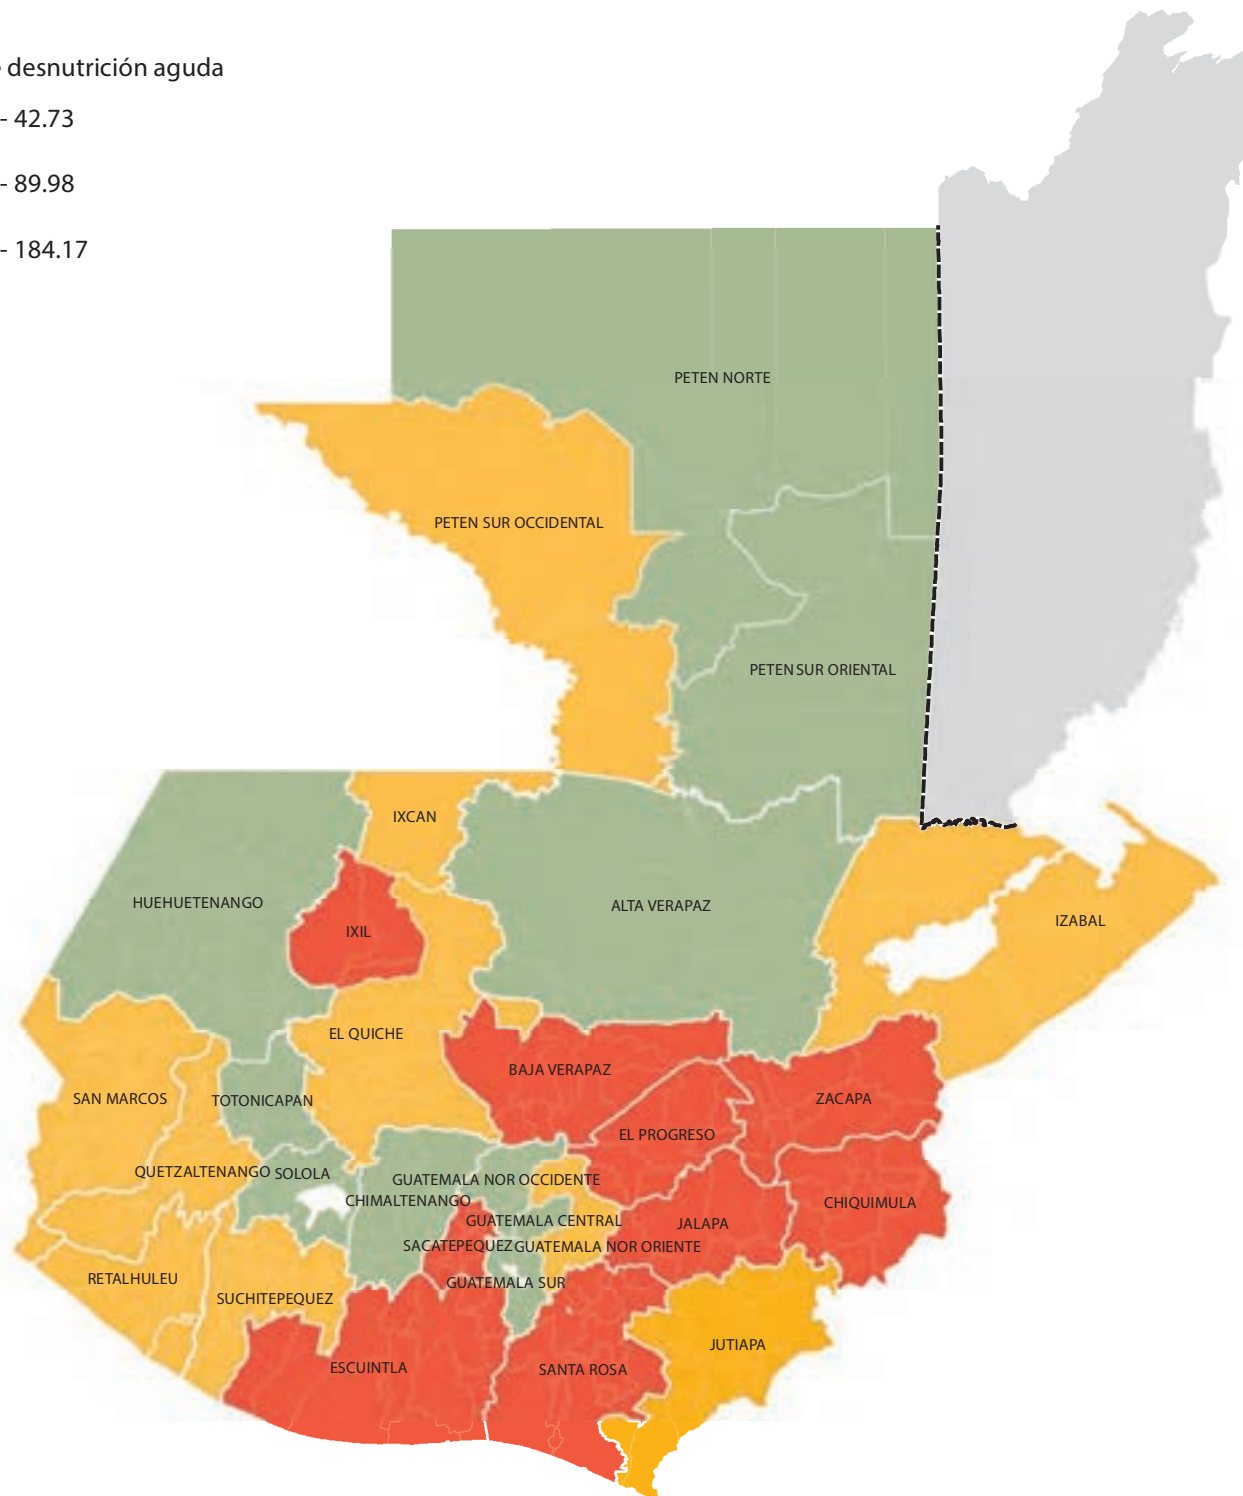 desnutrición aguda
- 42.73
- 89.98
- 184.17
PETEN NORTE
PETEN SUR OCCIDENTAL
PETEN SUR ORIENTAL
IXCAN
HUEHUETENANGO
ALTA VERAPAZ
IXIL
IZABAL
EL QUICHE
BAJA VERAPAZ
SAN MARCOS
TOTONICAPAN
ZACAPA
EL PROGRESO
QUETZALTENANGO
SOLOLA
GUATEMALA NOR OCCIDENTE
CHIMALTENANGO
CHIQUIMULA
GUATEMALA CENTRAL
JALAPA
SACATEPEQUEZ
GUATEMALA NOR ORIENTE
RETALHULEU
GUATEMALA SUR
SUCHITEPEQUEZ
JUTIAPA
ESCUINTLA
SANTA ROSA